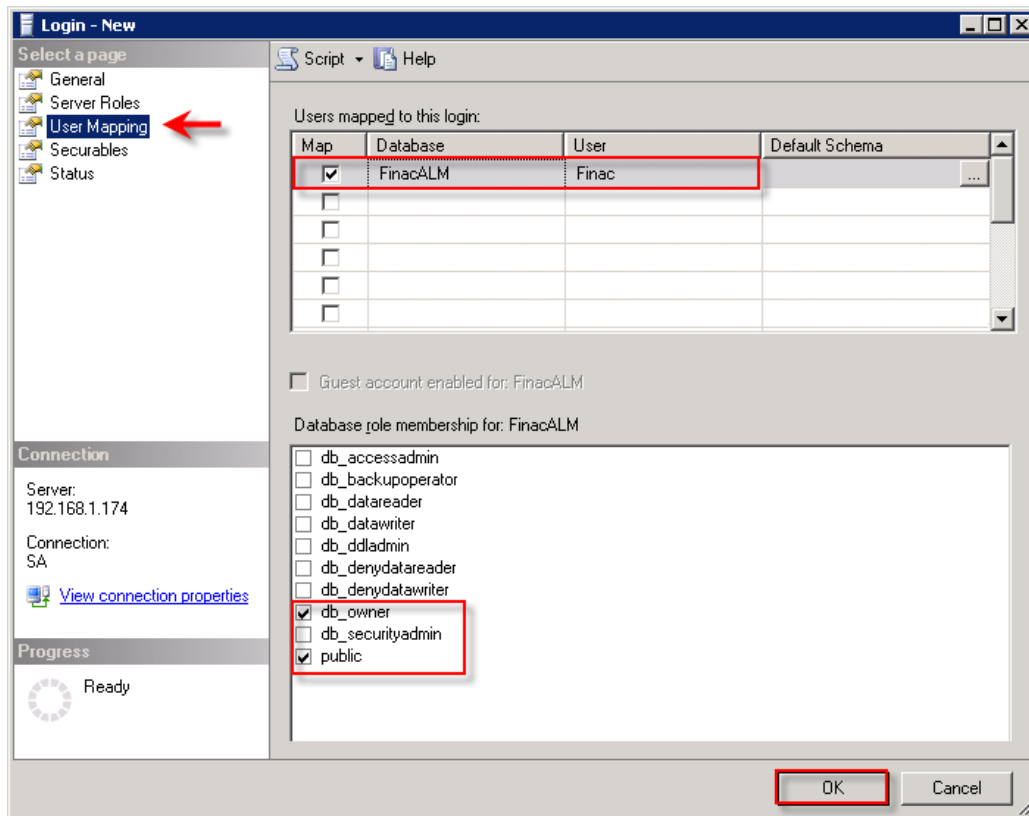 Login - New
Select a page
General
Server Roles
User Mapping
Securables
Status
Script Help
Users mapped to this login:
Map Database User Default Schema
FinacALM Finac ...
Guest account enabled for: FinacALM
Database role membership for: FinacALM
db_accessadmin
db_backupoperator
db_datareader
db_datawriter
db_ddladmin
db_denydatareader
db_denydatawriter
db_owner
db_securityadmin
public
Connection
Server:
192.168.1.174
Connection:
SA
View connection properties
Progress
Ready
OK Cancel